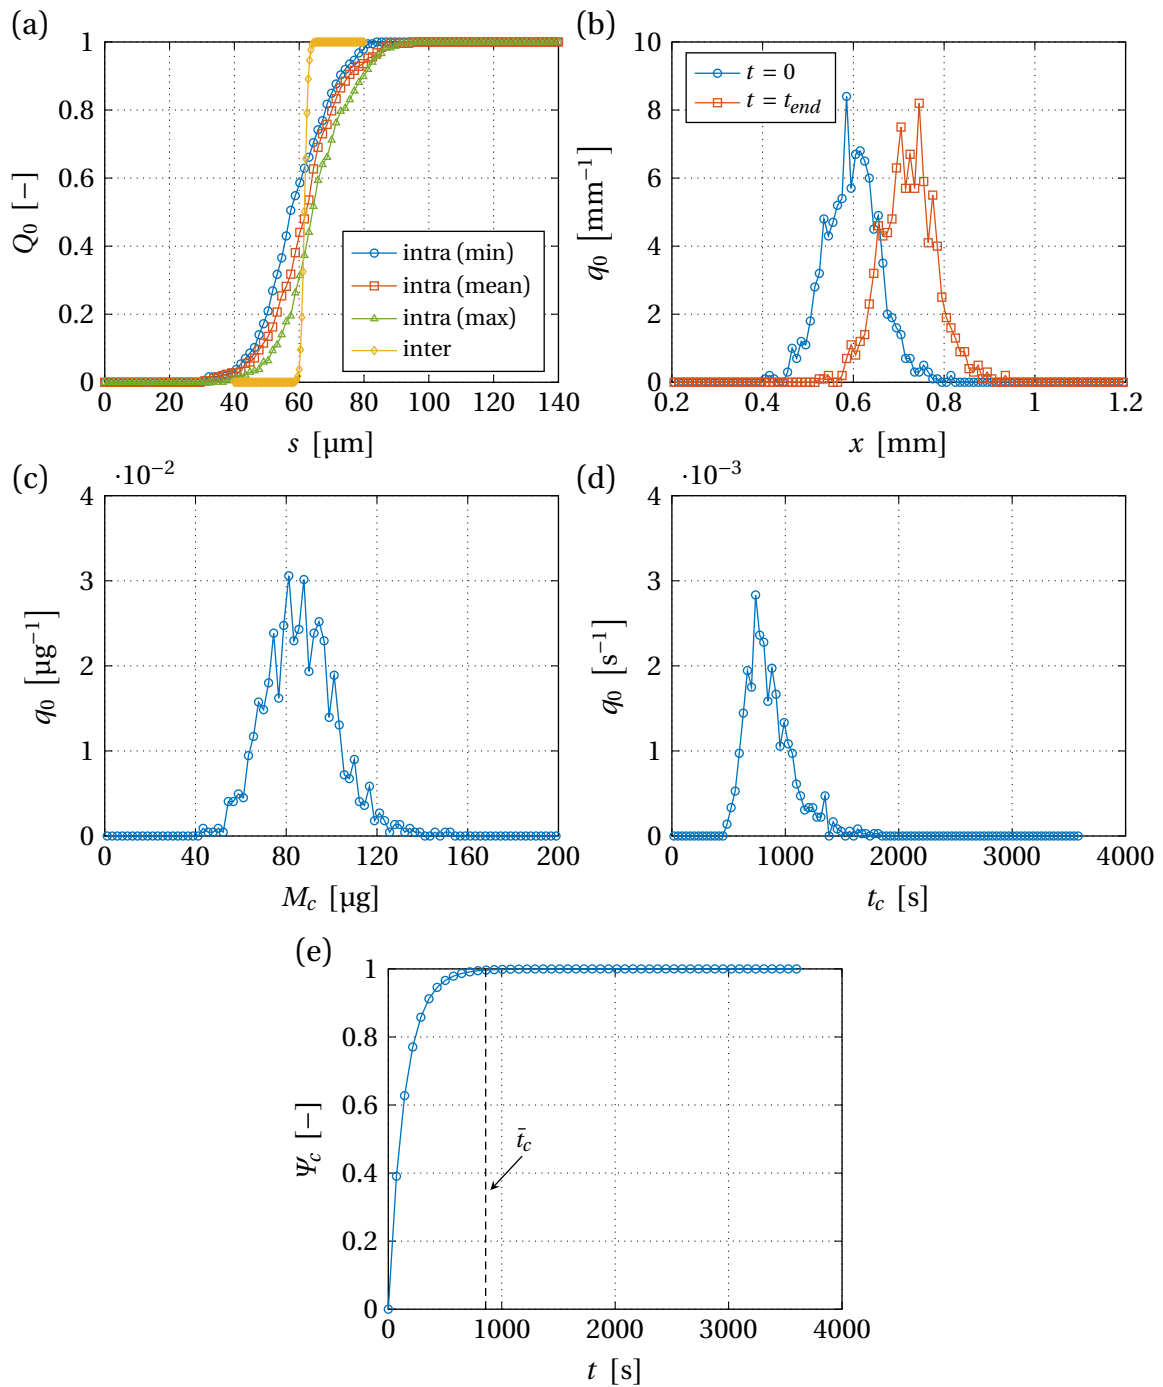 (a)
1
0.8
0.6
0.4
0.2
0
Q₀ [−]
0 20 40 60 80 100 120 140
s [µm]
intra (min)
intra (mean)
intra (max)
inter
(b)
10
8
6
4
2
0
q₀ [mm⁻¹]
0.2 0.4 0.6 0.8 1 1.2
x [mm]
t = 0
t = t_end
(c)
·10⁻²
4
3
2
1
0
q₀ [µg⁻¹]
0 40 80 120 160 200
M_c [µg]
(d)
·10⁻³
4
3
2
1
0
q₀ [s⁻¹]
0 1000 2000 3000 4000
t_c [s]
(e)
1
0.8
0.6
0.4
0.2
0
Ψ_c [−]
t̄_c
0 1000 2000 3000 4000
t [s]